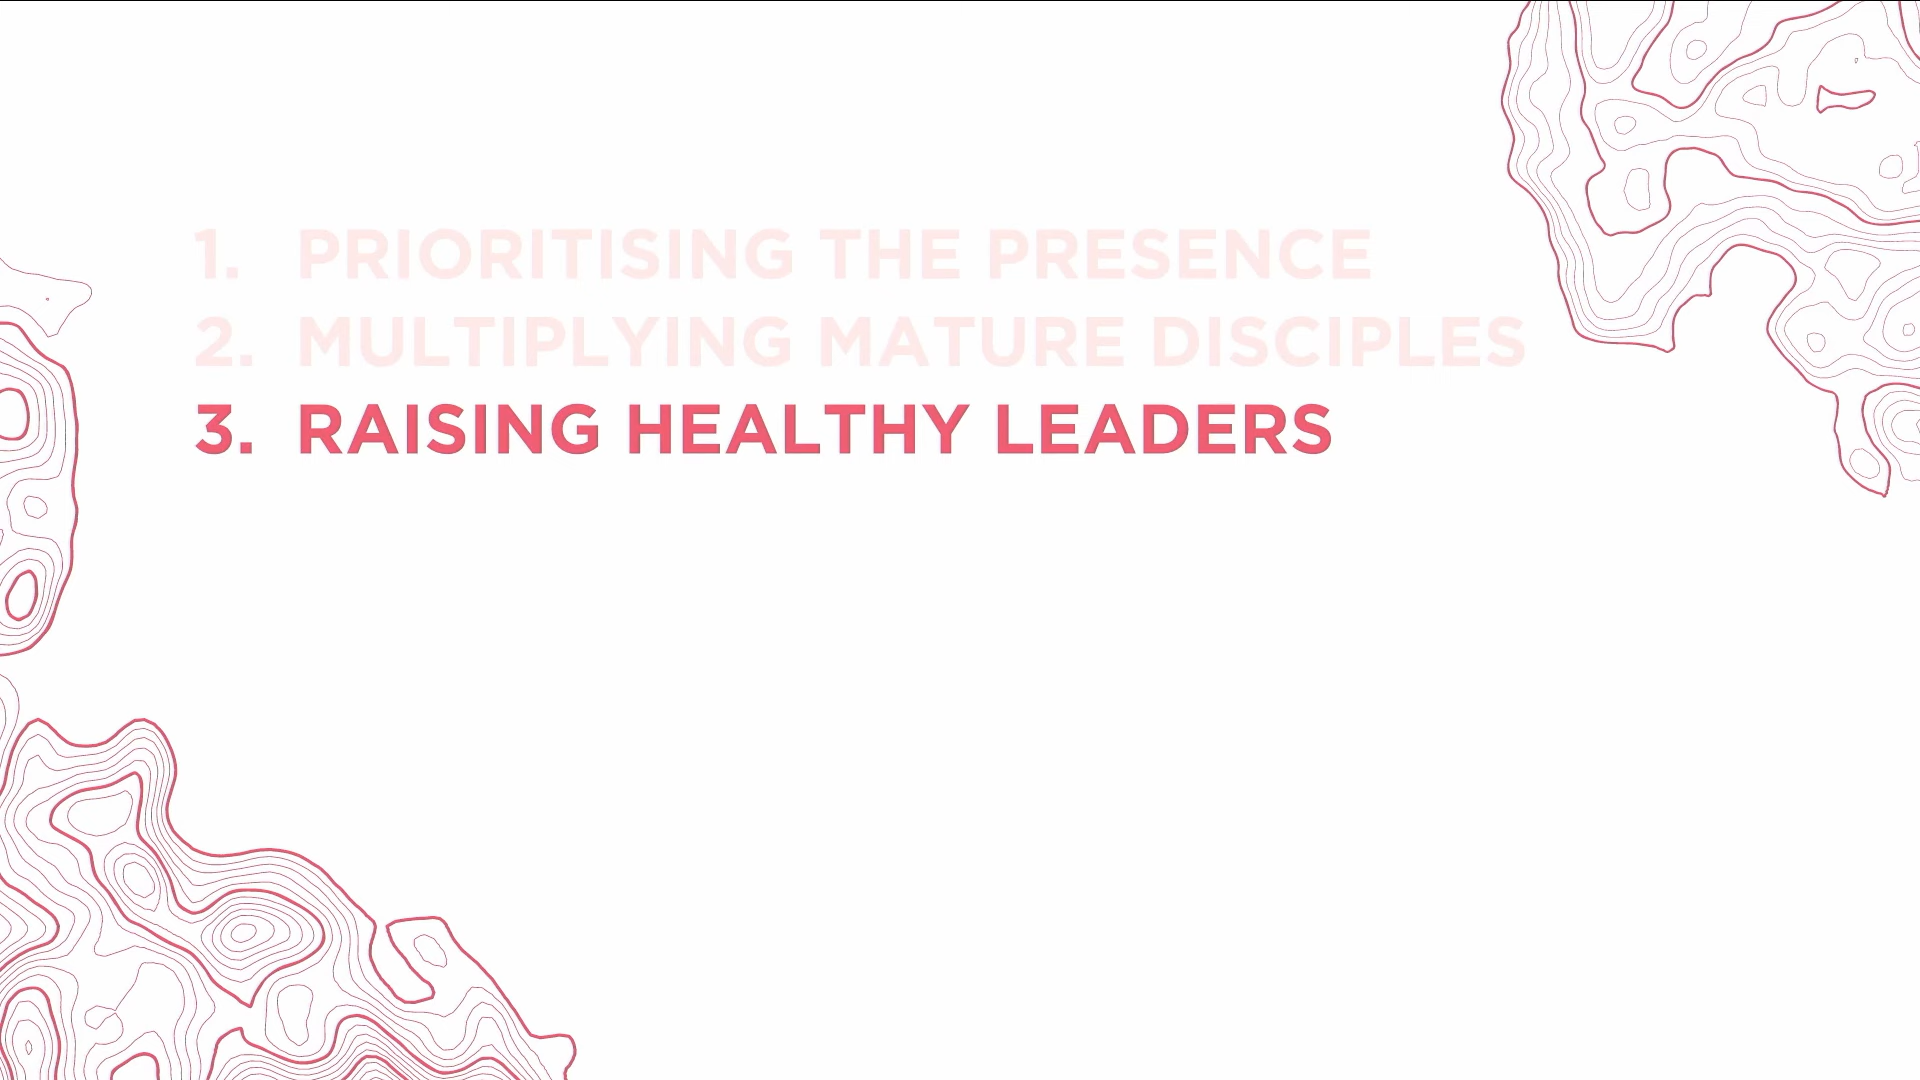 1. PRIORITISING THE PRESENCE
2. MULTIPLYING MATURE DISCIPLES
3. RAISING HEALTHY LEADERS